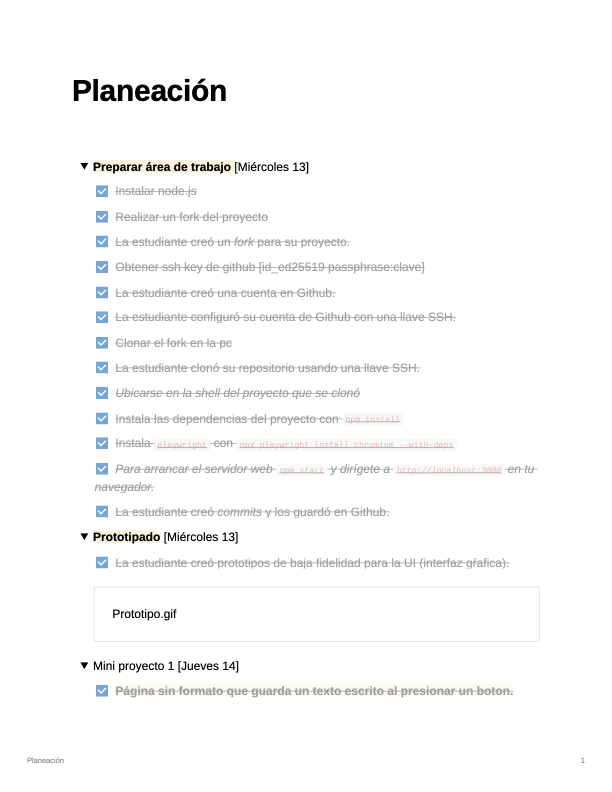 Planeación
Preparar área de trabajo [Miércoles 13]
Instalar node.js
Realizar un fork del proyecto
La estudiante creó un fork para su proyecto.
Obtener ssh key de github [id_ed25519 passphrase:clave]
La estudiante creó una cuenta en Github.
La estudiante configuró su cuenta de Github con una llave SSH.
Clonar el fork en la pc
La estudiante clonó su repositorio usando una llave SSH.
Ubicarse en la shell del proyecto que se clonó
Instala las dependencias del proyecto con npm install
Instala playwright con npx playwright install chromium --with-deps
Para arrancar el servidor web npm start y dirígete a http://localhost:3000 en tu
navegador.
La estudiante creó commits y los guardó en Github.
Prototipado [Miércoles 13]
La estudiante creó prototipos de baja fidelidad para la UI (interfaz gŕafica).
Prototipo.gif
Mini proyecto 1 [Jueves 14]
Página sin formato que guarda un texto escrito al presionar un boton.
Planeación 1